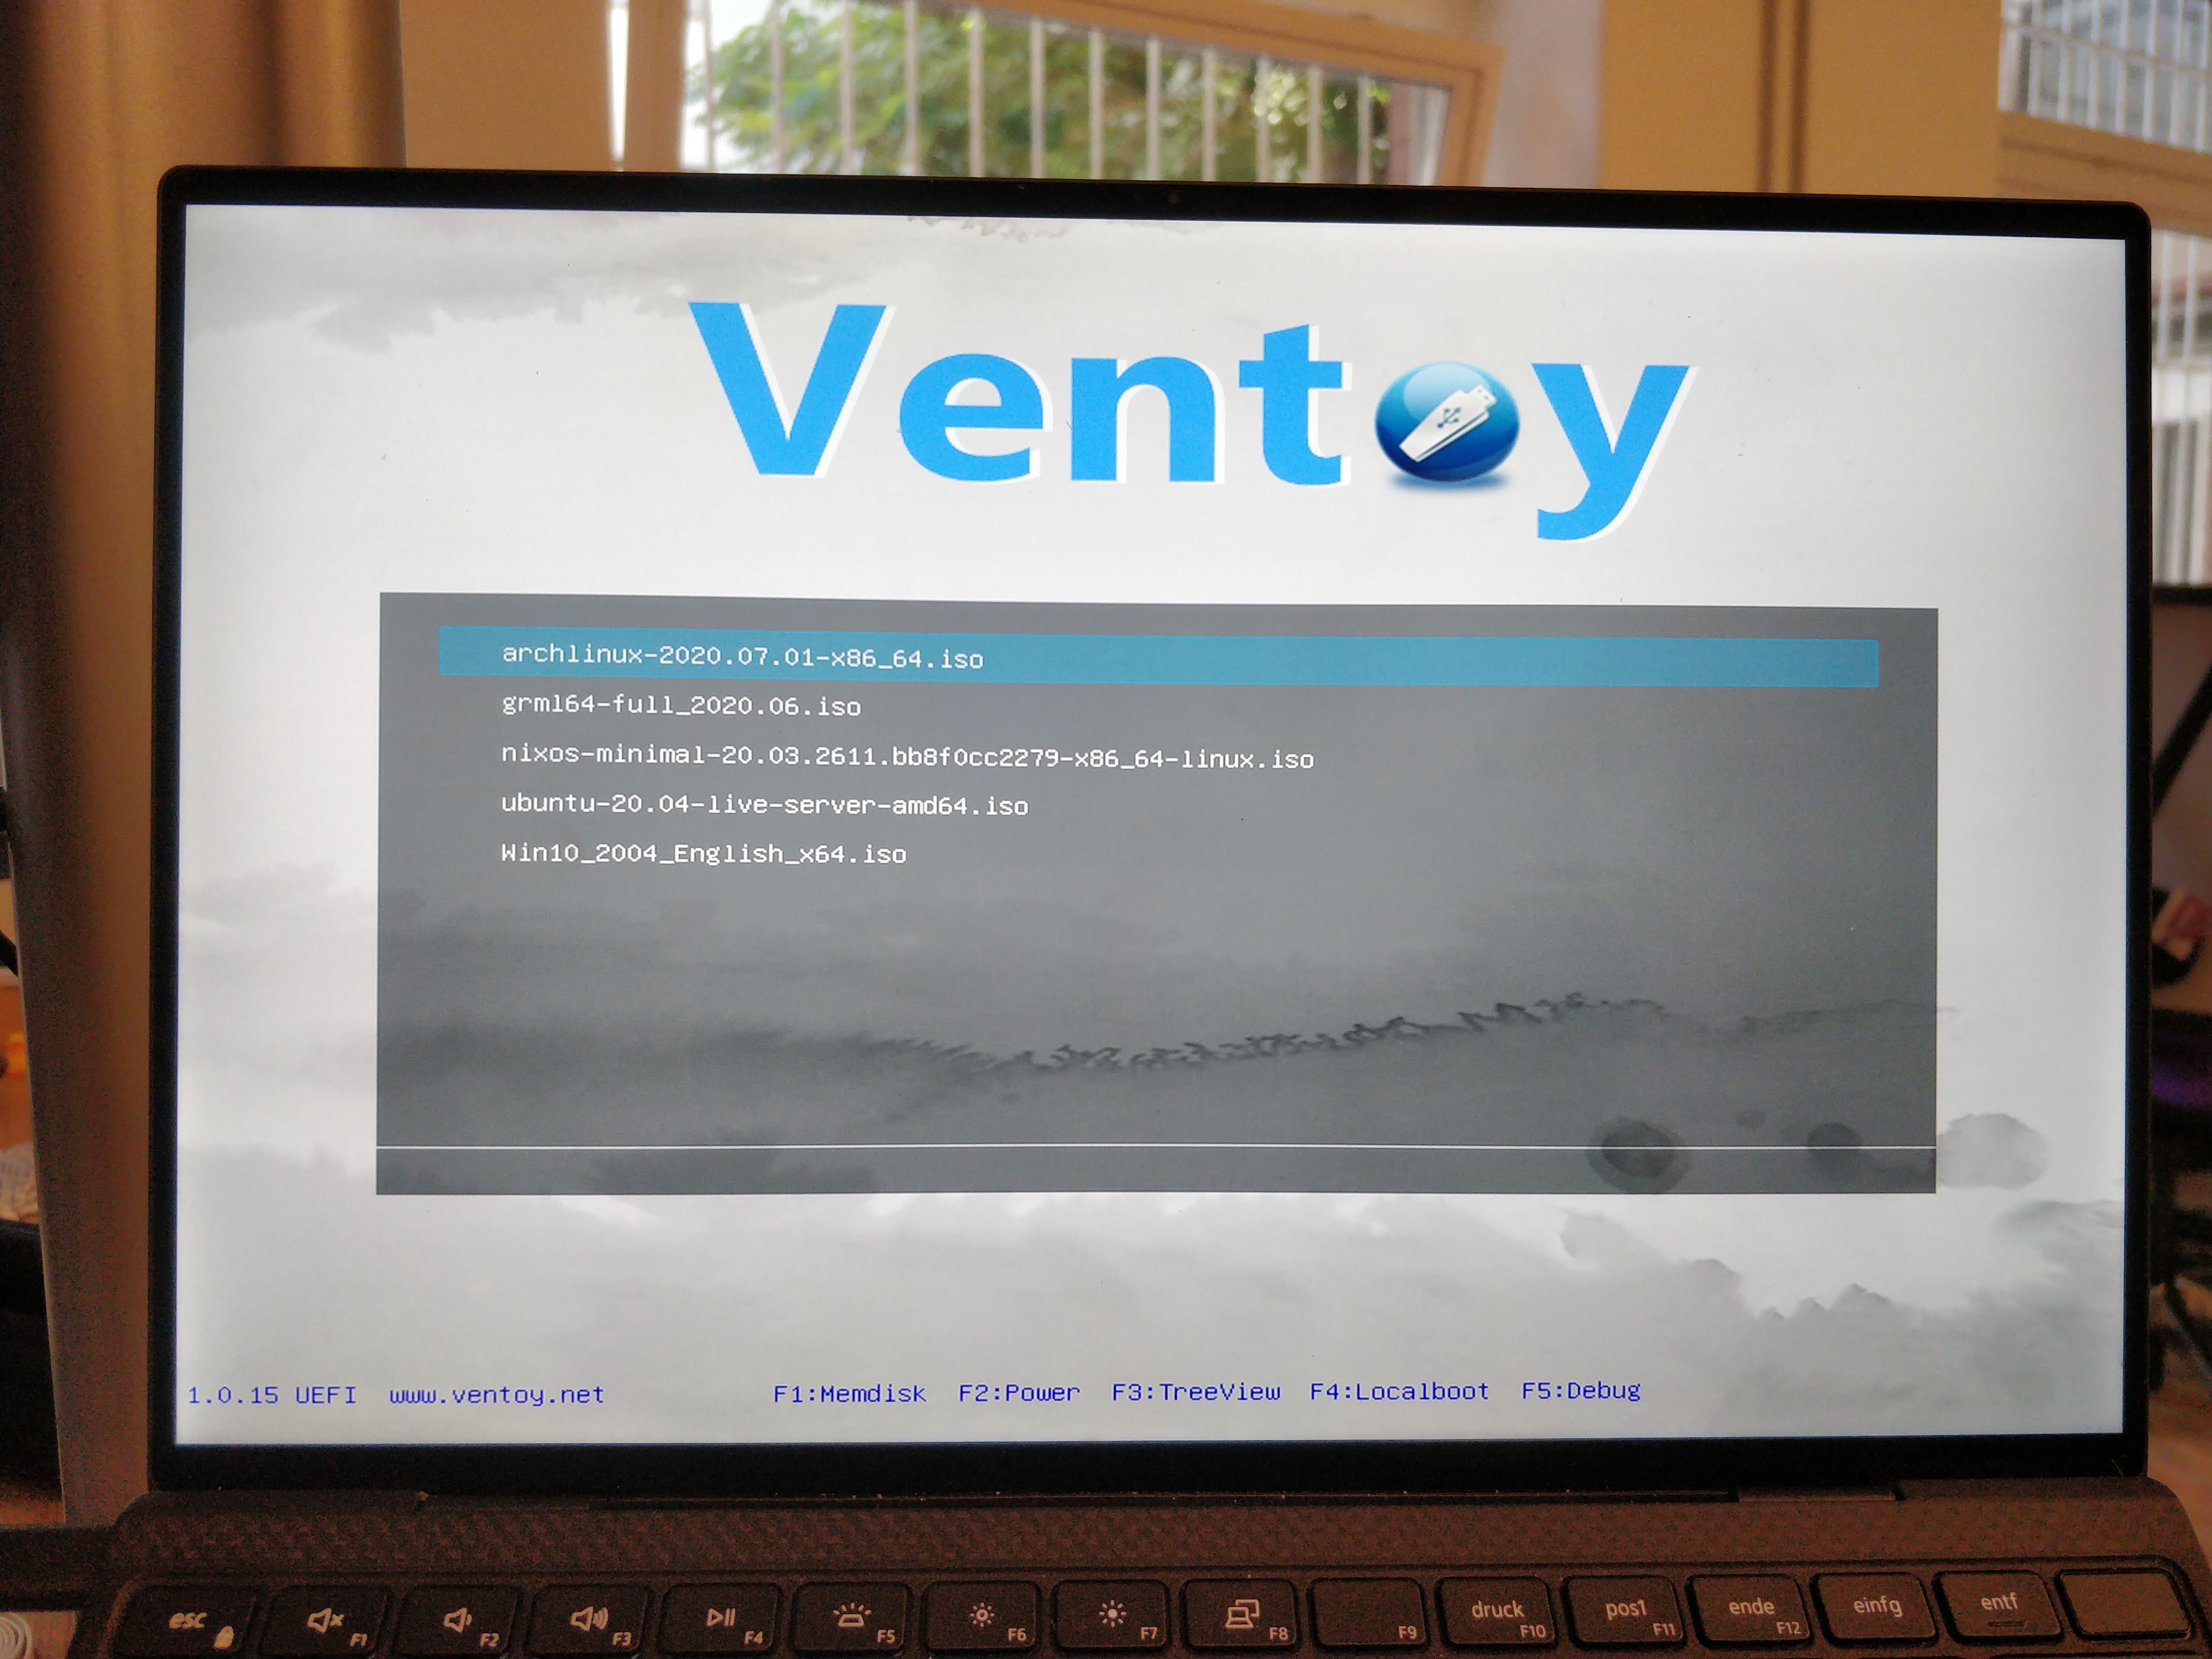 Ventoy
archlinux-2020.07.01-x86_64.iso
grml64-full_2020.06.iso
nixos-minimal-20.03.2611.bb8f0cc2279-x86_64-linux.iso
ubuntu-20.04-live-server-amd64.iso
Win10_2004_English_x64.iso
1.0.15 UEFI www.ventoy.net F1:Memdisk F2:Power F3:TreeView F4:Localboot F5:Debug
esc F1 F2 F3 F4 F5 F6 F7 F8 F9 druck F10 pos1 F11 ende F12 einfg entf